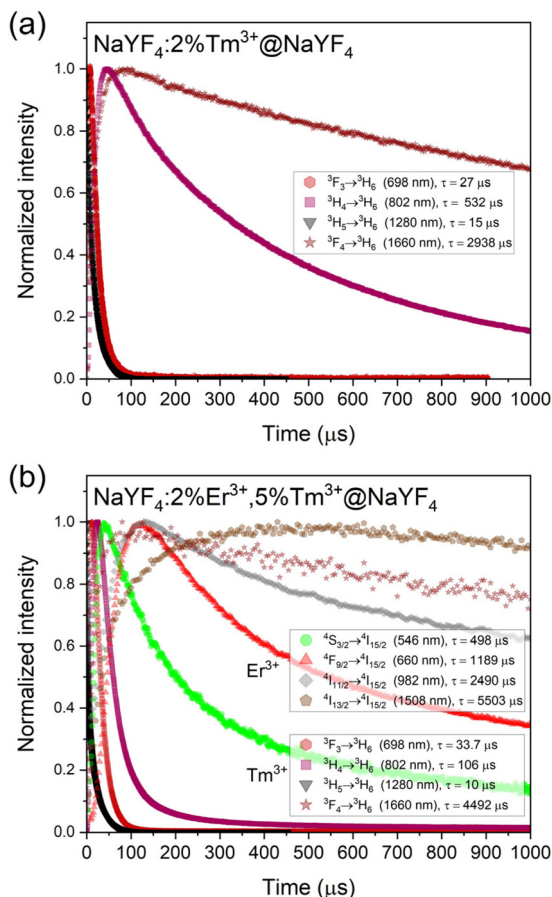 (a)
NaYF₄:2%Tm³⁺@NaYF₄
1.0
0.8
0.6
0.4
0.2
0.0
Normalized intensity
³F₃→³H₆ (698 nm), τ = 27 μs
³H₄→³H₆ (802 nm), τ = 532 μs
³H₅→³H₆ (1280 nm), τ = 15 μs
³F₄→³H₆ (1660 nm), τ = 2938 μs
0 100 200 300 400 500 600 700 800 900 1000
Time (μs)
(b)
NaYF₄:2%Er³⁺,5%Tm³⁺@NaYF₄
1.0
0.8
0.6
0.4
0.2
0.0
Normalized intensity
Er³⁺
⁴S₃/₂→⁴I₁₅/₂ (546 nm), τ = 498 μs
⁴F₉/₂→⁴I₁₅/₂ (660 nm), τ = 1189 μs
⁴I₁₁/₂→⁴I₁₅/₂ (982 nm), τ = 2490 μs
⁴I₁₃/₂→⁴I₁₅/₂ (1508 nm), τ = 5503 μs
Tm³⁺
³F₃→³H₆ (698 nm), τ = 33.7 μs
³H₄→³H₆ (802 nm), τ = 106 μs
³H₅→³H₆ (1280 nm), τ = 10 μs
³F₄→³H₆ (1660 nm), τ = 4492 μs
0 100 200 300 400 500 600 700 800 900 1000
Time (μs)